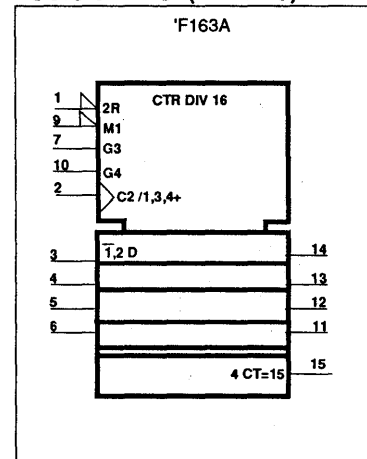 'F163A
CTR DIV 16
1 2R
9 M1
7 G3
10 G4
2 C2 /1,3,4+
3 1̅,2 D 14
4 13
5 12
6 11
4 CT=15 15